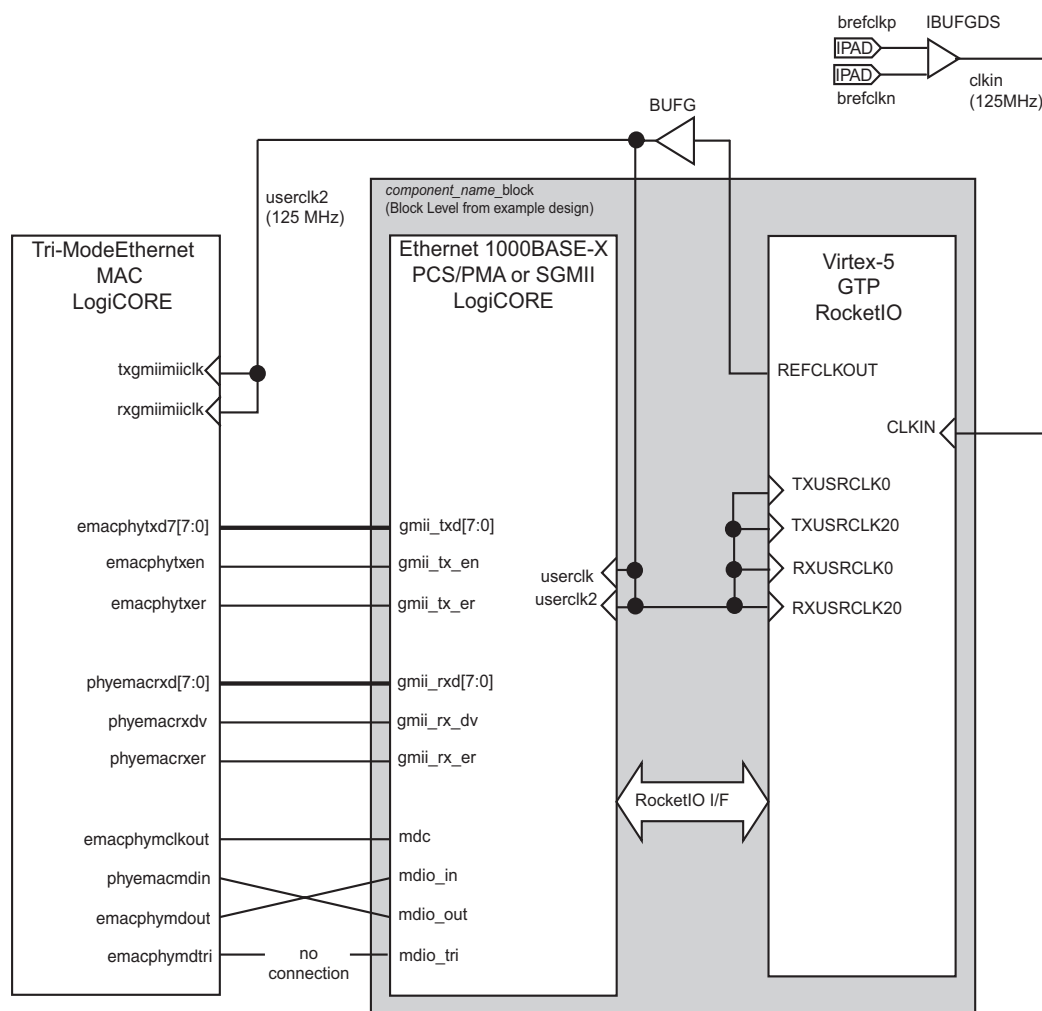 brefclkp
IBUFGDS
IPAD
IPAD
brefclkn
clkin
(125MHz)
BUFG
userclk2
(125 MHz)
component_name_block
(Block Level from example design)
Tri-ModeEthernet
MAC
LogiCORE
Ethernet 1000BASE-X
PCS/PMA or SGMII
LogiCORE
Virtex-5
GTP
RocketIO
txgmiimiiclk
rxgmiimiiclk
REFCLKOUT
CLKIN
TXUSRCLK0
TXUSRCLK20
RXUSRCLK0
RXUSRCLK20
emacphytxd7[7:0]
gmii_txd[7:0]
emacphytxen
gmii_tx_en
emacphytxer
gmii_tx_er
userclk
userclk2
phyemacrxd[7:0]
gmii_rxd[7:0]
phyemacrxdv
gmii_rx_dv
phyemacrxer
gmii_rx_er
RocketIO I/F
emacphymclkout
mdc
phyemacmdin
mdio_in
emacphymdout
mdio_out
emacphymdtri
no
connection
mdio_tri